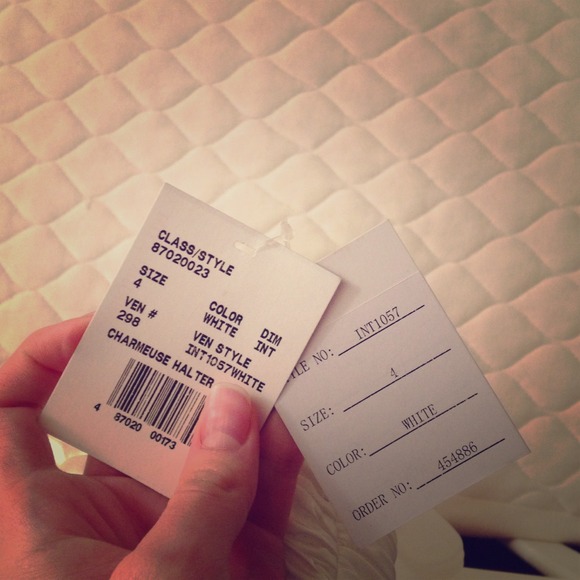 CLASS/STYLE
87020023
SIZE
4
COLOR DIM
WHITE INT
VEN #
298
VEN STYLE
INT1057WHITE
CHARMEUSE HALTER
4 87020 00173
LE NO: INT1057
SIZE: 4
COLOR: WHITE
ORDER NO: 454886